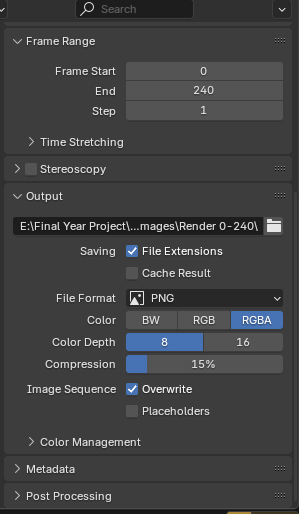 Search
Frame Range
Frame Start 0
End 240
Step 1
Time Stretching
Stereoscopy
Output
E:\Final Year Project\...mages\Render 0-240\
Saving File Extensions
Cache Result
File Format PNG
Color BW RGB RGBA
Color Depth 8 16
Compression 15%
Image Sequence Overwrite
Placeholders
Color Management
Metadata
Post Processing